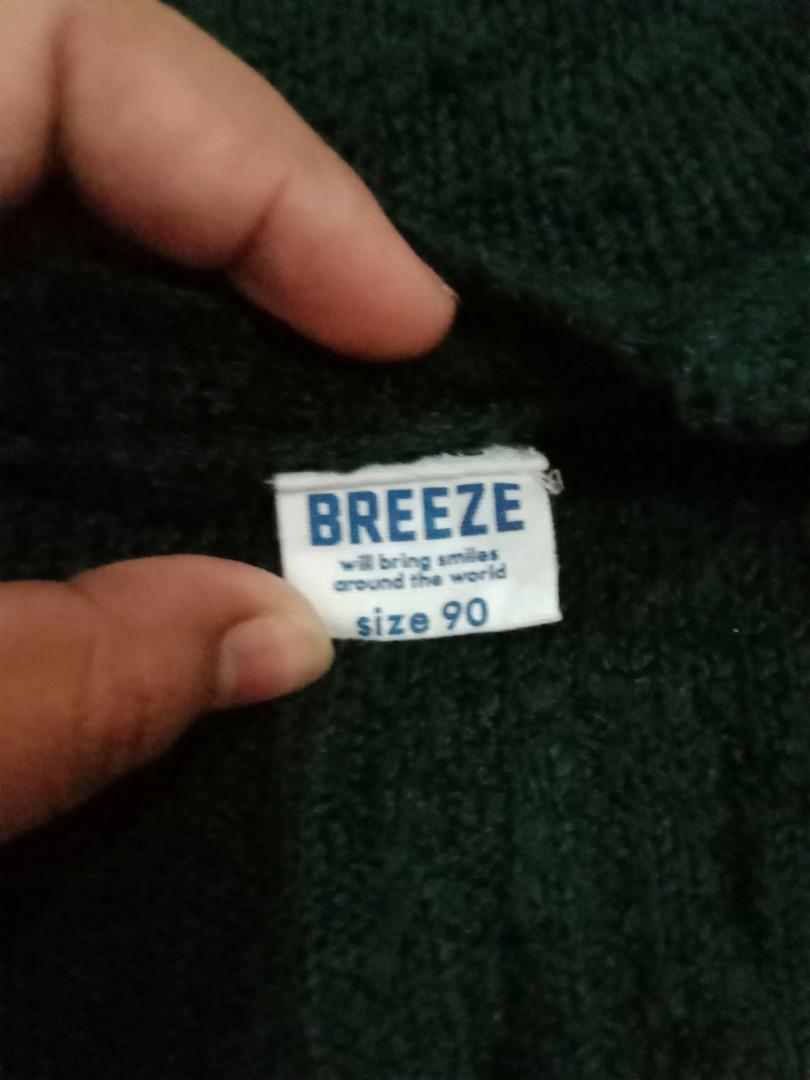 BREEZE
will bring smiles
around the world
size 90